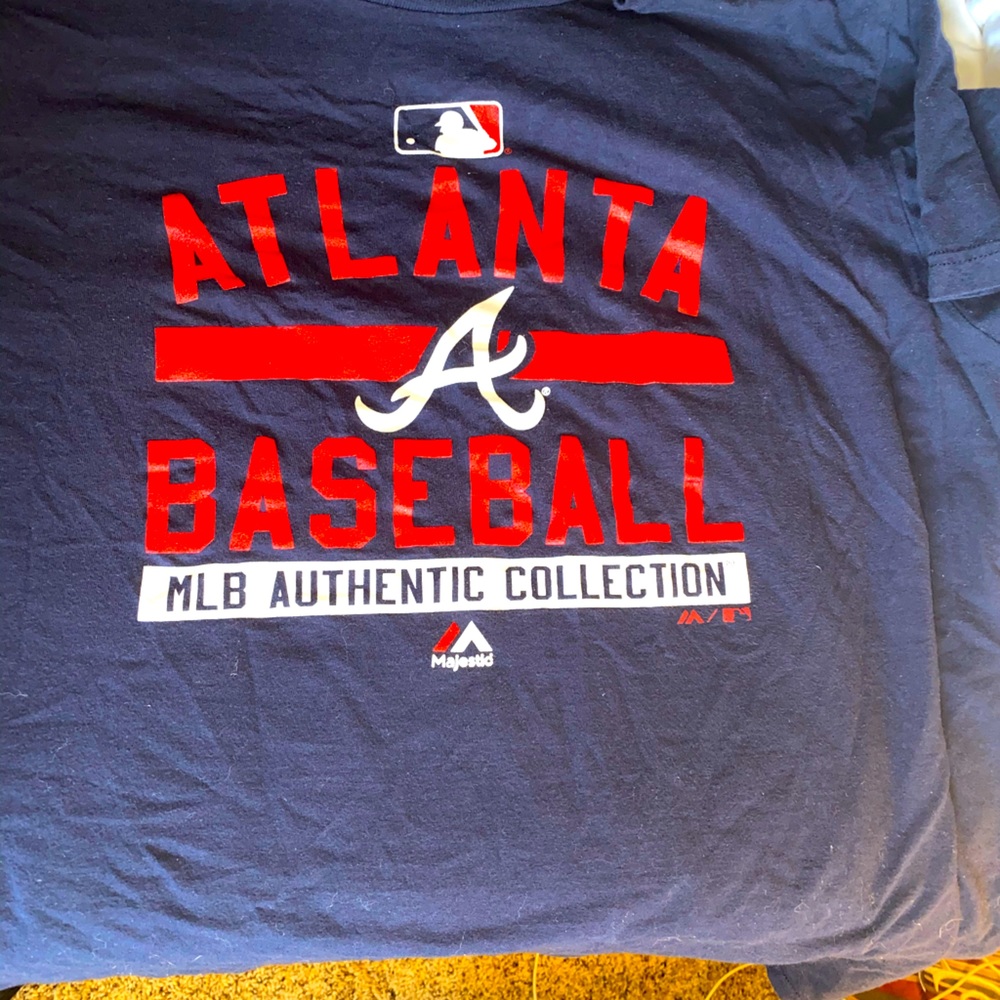 ATLANTA
A
BASEBALL
MLB AUTHENTIC COLLECTION
Majestic